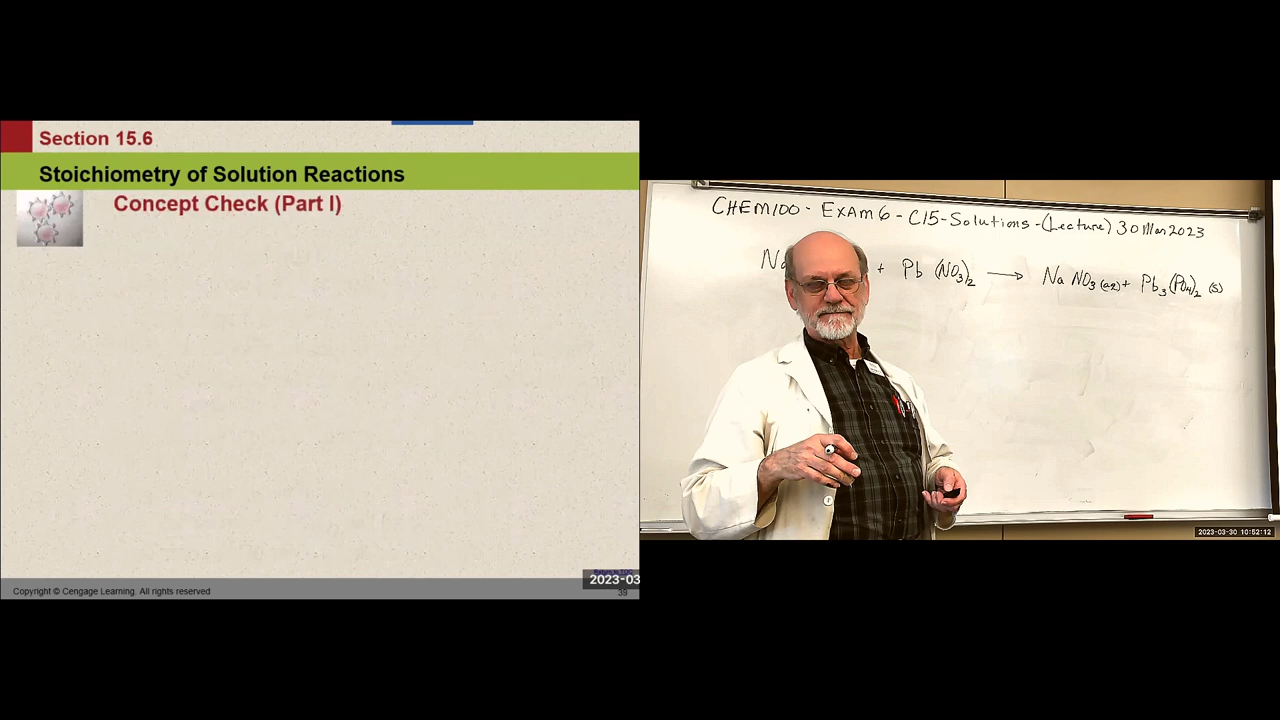 Section 15.6
Stoichiometry of Solution Reactions
Concept Check (Part I)
Copyright © Cengage Learning. All rights reserved
2023-03
39
CHEM100 - EXAM 6 - C15-Solutions - (Lecture) 30 Mar 2023
Na + Pb (NO3)2 → Na NO3 (aq) + Pb3(PO4)2 (s)
2023-03-30 10:52:12